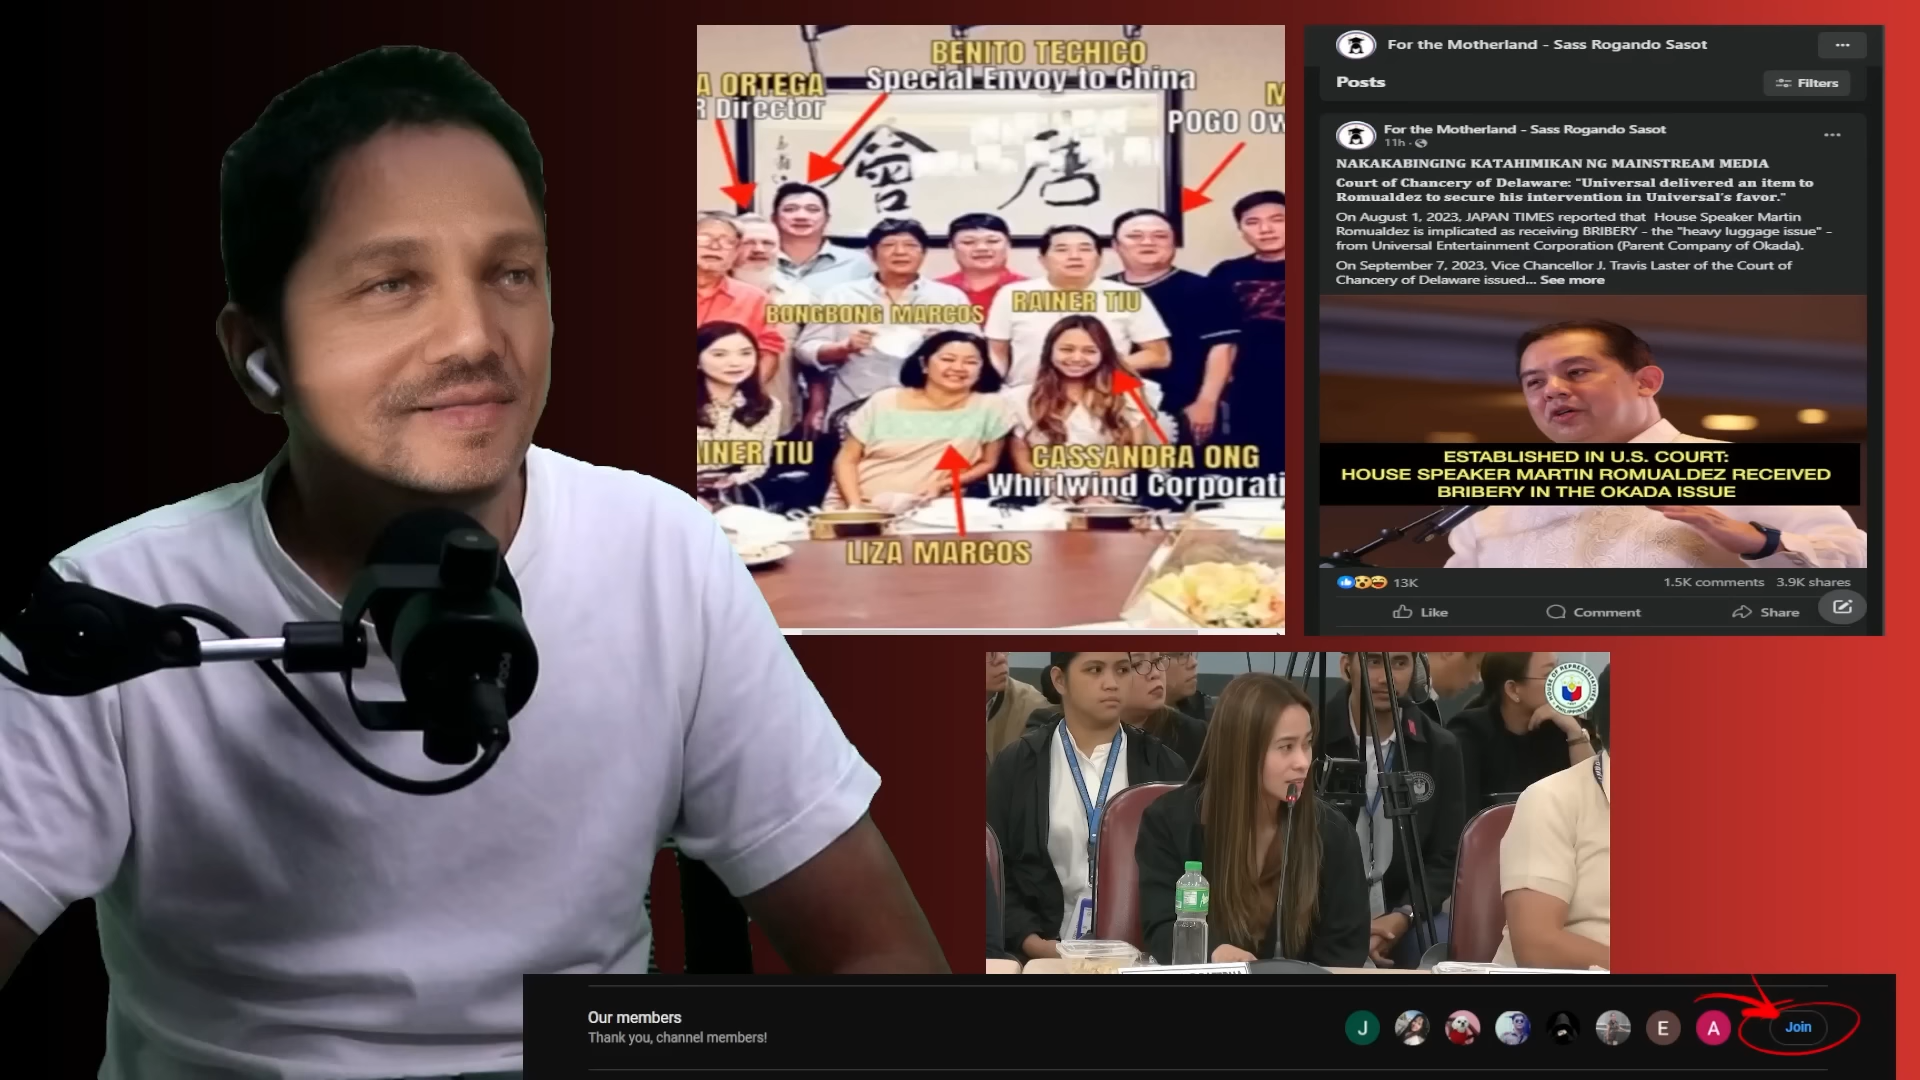 BENITO TECHICO
Special Envoy to China
A ORTEGA
R Director
POGO Ow
BONGBONG MARCOS
RAINER TIU
INER TIU
CASSANDRA ONG
Whirlwind Corporati
LIZA MARCOS
For the Motherland - Sass Rogando Sasot
Posts
Filters
For the Motherland - Sass Rogando Sasot
11h ·
NAKAKABINGING KATAHIMIKAN NG MAINSTREAM MEDIA
Court of Chancery of Delaware: “Universal delivered an item to
Romualdez to secure his intervention in Universal’s favor.”
On August 1, 2023, JAPAN TIMES reported that House Speaker Martin
Romualdez is implicated as receiving BRIBERY - the "heavy luggage issue" -
from Universal Entertainment Corporation (Parent Company of Okada).
On September 7, 2023, Vice Chancellor J. Travis Laster of the Court of
Chancery of Delaware issued... See more
ESTABLISHED IN U.S. COURT:
HOUSE SPEAKER MARTIN ROMUALDEZ RECEIVED
BRIBERY IN THE OKADA ISSUE
13K
1.5K comments 3.9K shares
Like
Comment
Share
HOUSE OF REPRESENTATIVES
PHILIPPINES
Our members
Thank you, channel members!
J
E
A
Join